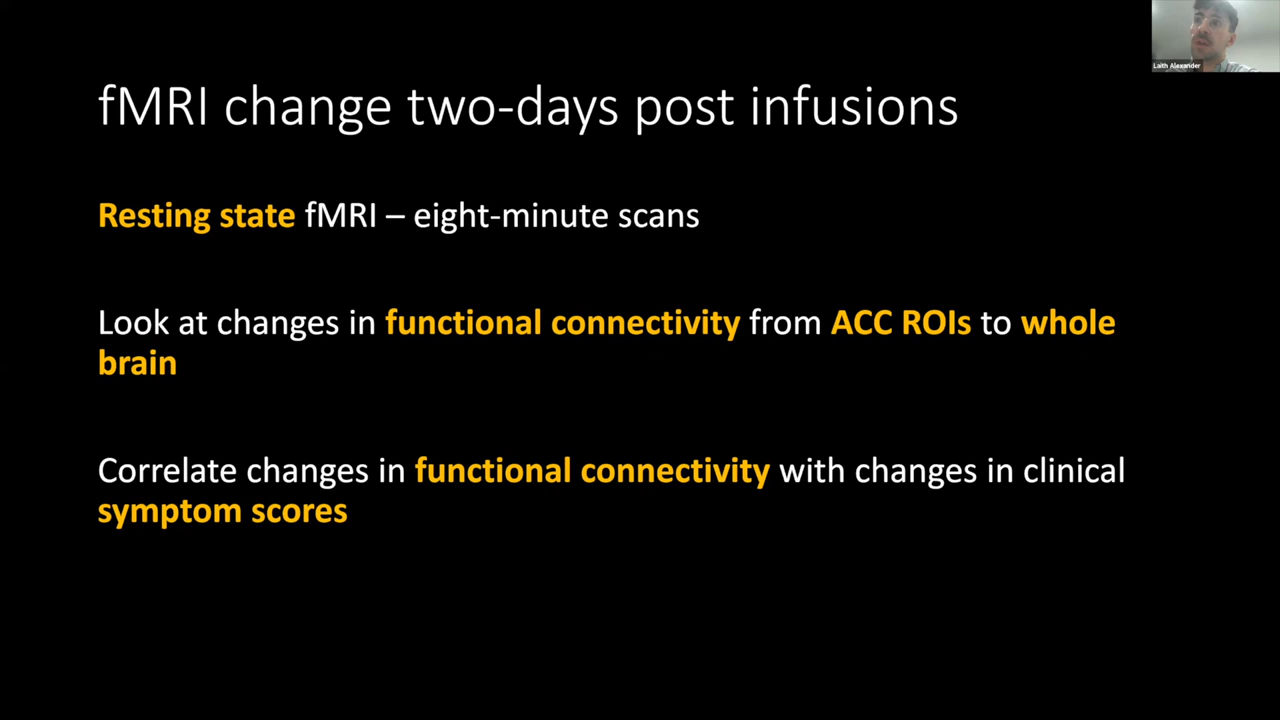 Laith Alexander
fMRI change two-days post infusions
Resting state fMRI – eight-minute scans
Look at changes in functional connectivity from ACC ROIs to whole
brain
Correlate changes in functional connectivity with changes in clinical
symptom scores